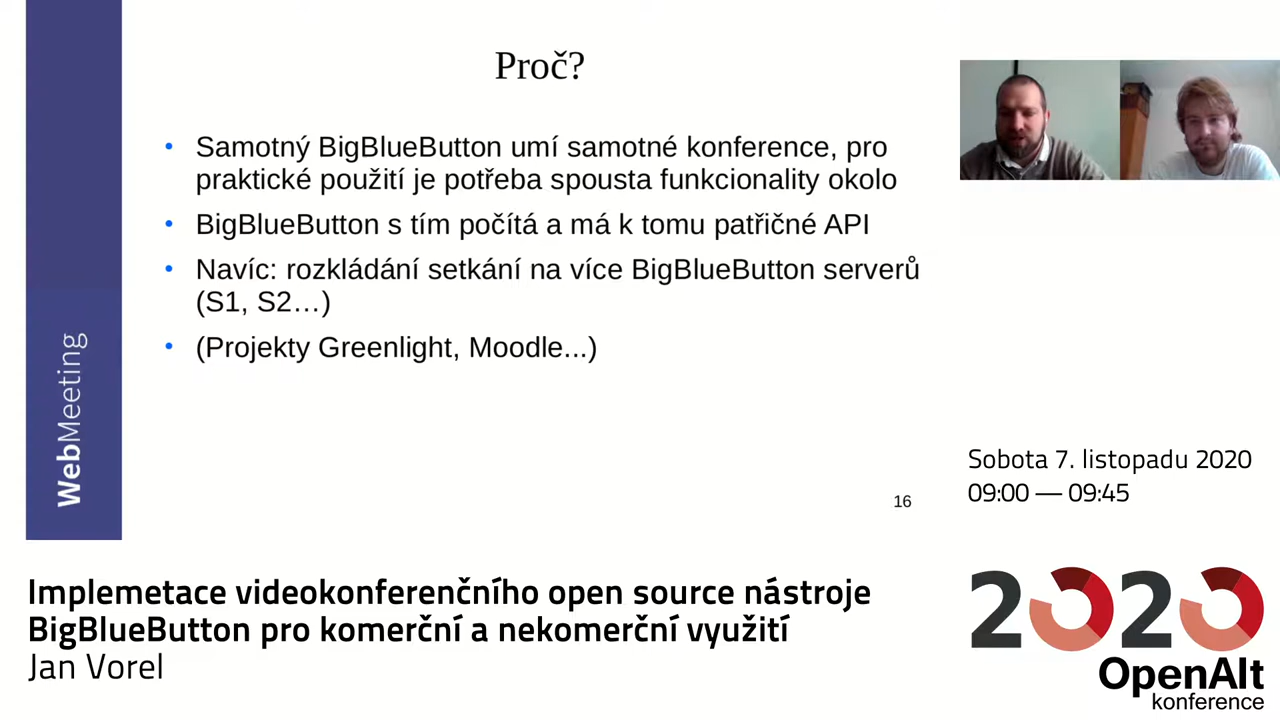 Proč?
Samotný BigBlueButton umí samotné konference, pro
praktické použití je potřeba spousta funkcionality okolo
BigBlueButton s tím počítá a má k tomu patřičné API
Navíc: rozkládání setkání na více BigBlueButton serverů
(S1, S2…)
(Projekty Greenlight, Moodle...)
16
WebMeeting
Sobota 7. listopadu 2020
09:00 — 09:45
Implemetace videokonferenčního open source nástroje
BigBlueButton pro komerční a nekomerční využití
Jan Vorel
2020
OpenAlt
konference